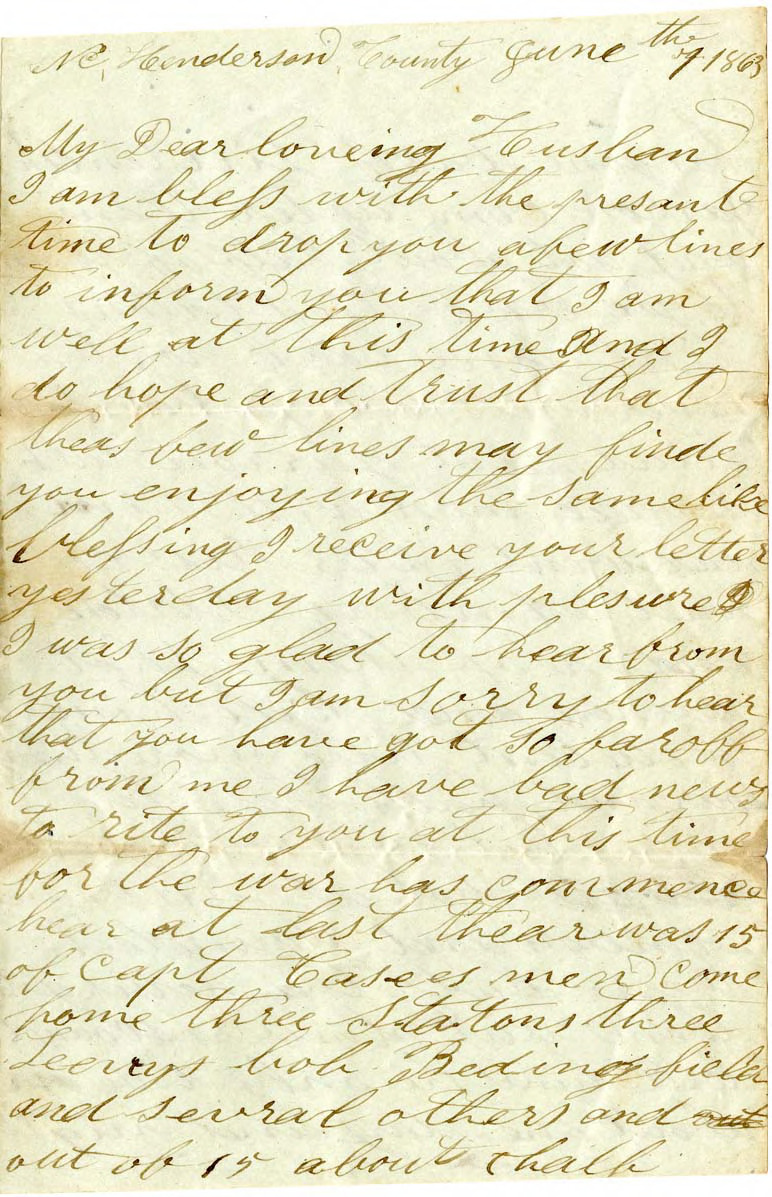 NC, Henderson County June the 9 1863
My Dear loveing Husban
I am bless with the presant
time to drop you a few lines
to inform you that I am
well at this time And I
do hope and trust that
theas few lines may finde
you enjoying the same like
blessing I receive your letter
yesterday with plesure
I was so glad to hear from
you but I am sorry to hear
that you have got so far off
from me I have bad news
to rite to you at this time
for the war has commence
hear at last thear was 15
of Capt Casees men come
home three Statons three
Leevys bob Bedingfield
and sevral others and out
out of 15 about